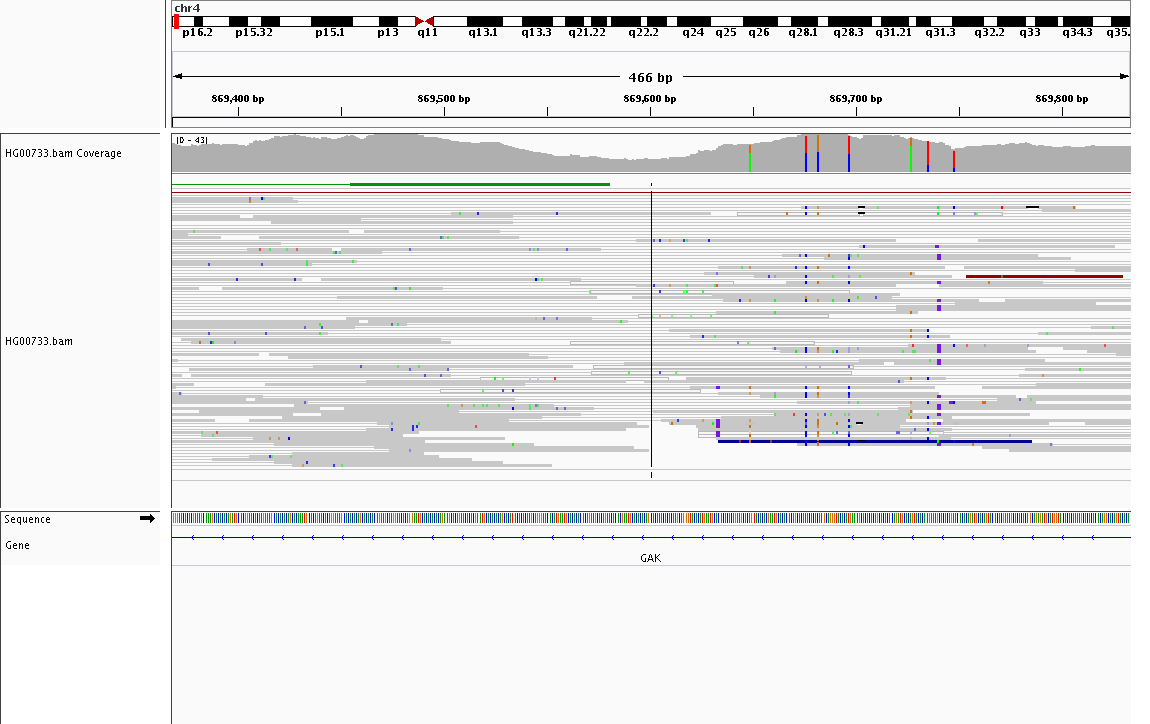 chr4
p16.2 p15.32 p15.1 p13 q11 q13.1 q13.3 q21.22 q22.2 q24 q25 q26 q28.1 q28.3 q31.21 q31.3 q32.2 q33 q34.3 q35.
466 bp
869,400 bp 869,500 bp 869,600 bp 869,700 bp 869,800 bp
[0 - 43]
HG00733.bam Coverage
HG00733.bam
Sequence
Gene
GAK